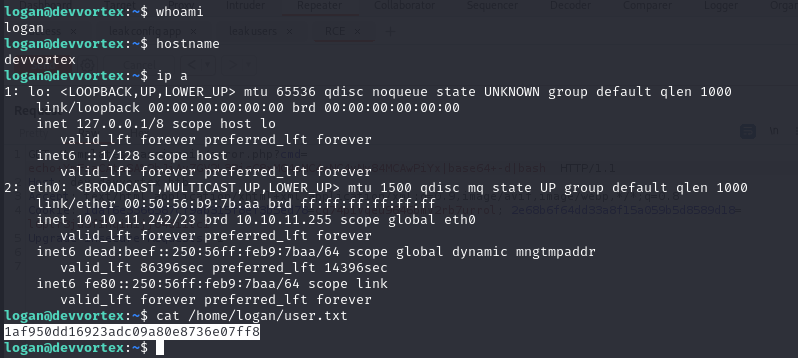 logan@devvortex:~$ whoami
logan
logan@devvortex:~$ hostname
devvortex
logan@devvortex:~$ ip a
1: lo: <LOOPBACK,UP,LOWER_UP> mtu 65536 qdisc noqueue state UNKNOWN group default qlen 1000
link/loopback 00:00:00:00:00:00 brd 00:00:00:00:00:00
inet 127.0.0.1/8 scope host lo
valid_lft forever preferred_lft forever
inet6 ::1/128 scope host
valid_lft forever preferred_lft forever
2: eth0: <BROADCAST,MULTICAST,UP,LOWER_UP> mtu 1500 qdisc mq state UP group default qlen 1000
link/ether 00:50:56:b9:7b:aa brd ff:ff:ff:ff:ff:ff
inet 10.10.11.242/23 brd 10.10.11.255 scope global eth0
valid_lft forever preferred_lft forever
inet6 dead:beef::250:56ff:feb9:7baa/64 scope global dynamic mngtmpaddr
valid_lft 86396sec preferred_lft 14396sec
inet6 fe80::250:56ff:feb9:7baa/64 scope link
valid_lft forever preferred_lft forever
logan@devvortex:~$ cat /home/logan/user.txt
1af950dd16923adc09a80e8736e07ff8
logan@devvortex:~$